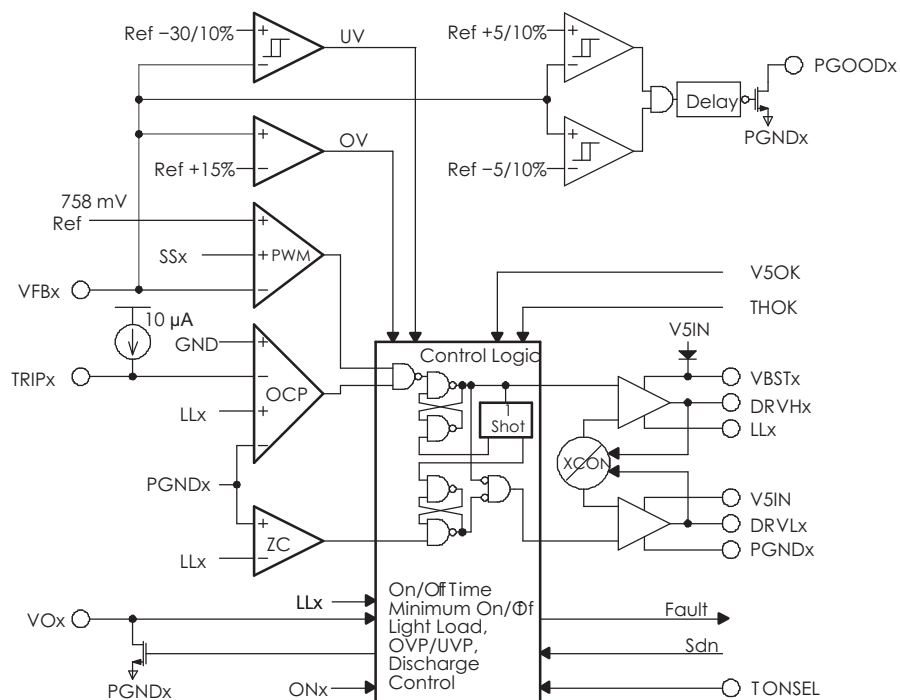 Ref −30/10%
UV
Ref +5/10%
PGOODx
Delay
PGNDx
OV
Ref +15%
Ref −5/10%
758 mV
Ref
SSx
PWM
VFBx
V5OK
THOK
10 µA
GND
Control Logic
V5IN
TRIPx
VBSTx
OCP
DRVHx
LLx
1
Shot
LLx
XCON
PGNDx
V5IN
DRVLx
ZC
LLx
PGNDx
On/Off Time
Minimum On/Off
Light Load,
OVP/UVP,
Discharge
Control
LLx
Fault
VOx
Sdn
PGNDx
ONx
TONSEL